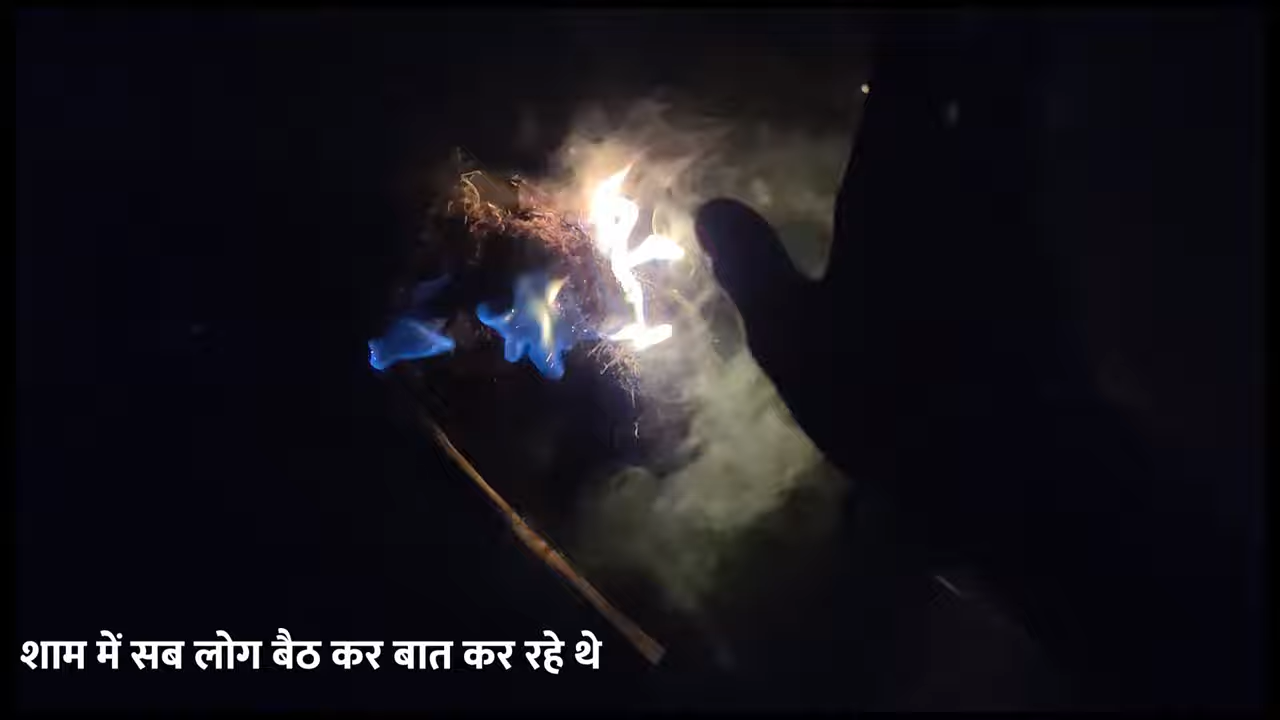 शाम में सब लोग बैठ कर बात कर रहे थे